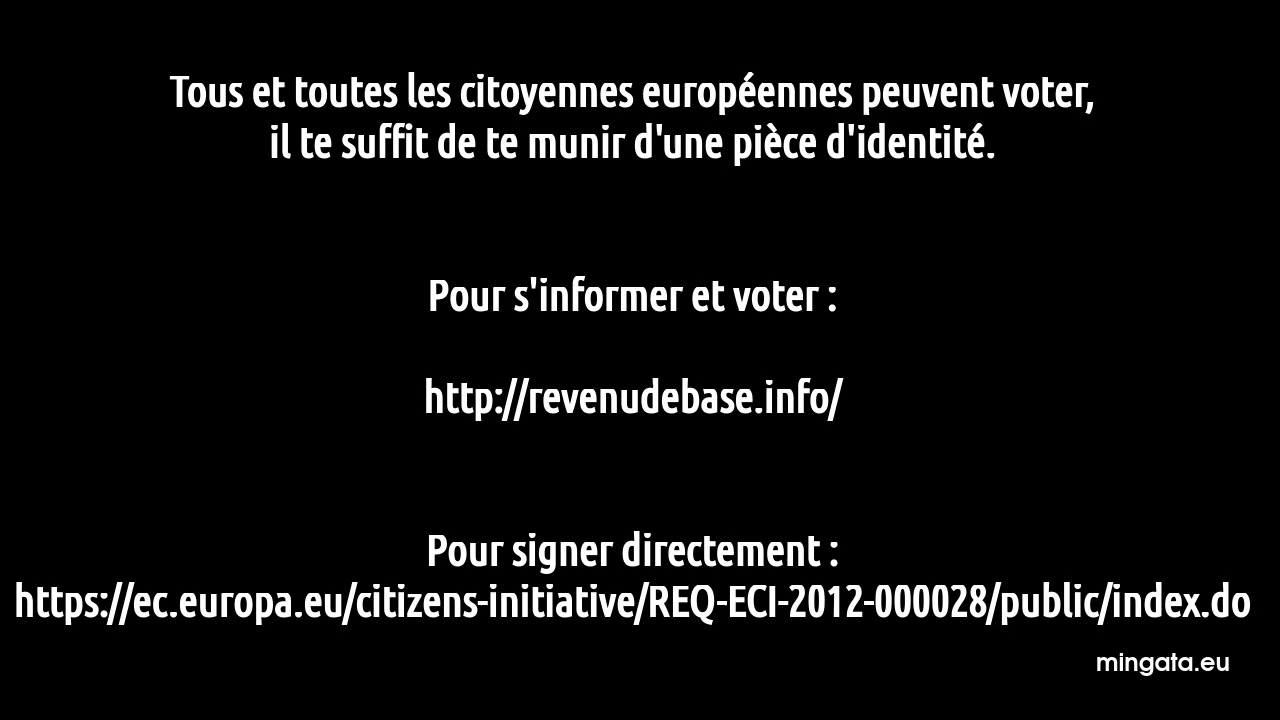 Tous et toutes les citoyennes européennes peuvent voter,
il te suffit de te munir d'une pièce d'identité.
Pour s'informer et voter :
http://revenudebase.info/
Pour signer directement :
https://ec.europa.eu/citizens-initiative/REQ-ECI-2012-000028/public/index.do
mingata.eu